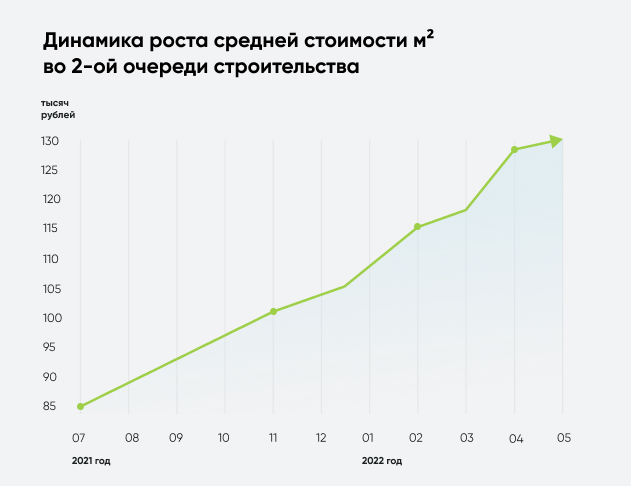 Динамика роста средней стоимости м²
во 2-ой очереди строительства
тысяч
рублей
130
125
120
115
110
105
100
95
90
85
07 08 09 10 11 12 01 02 03 04 05
2021 год 2022 год